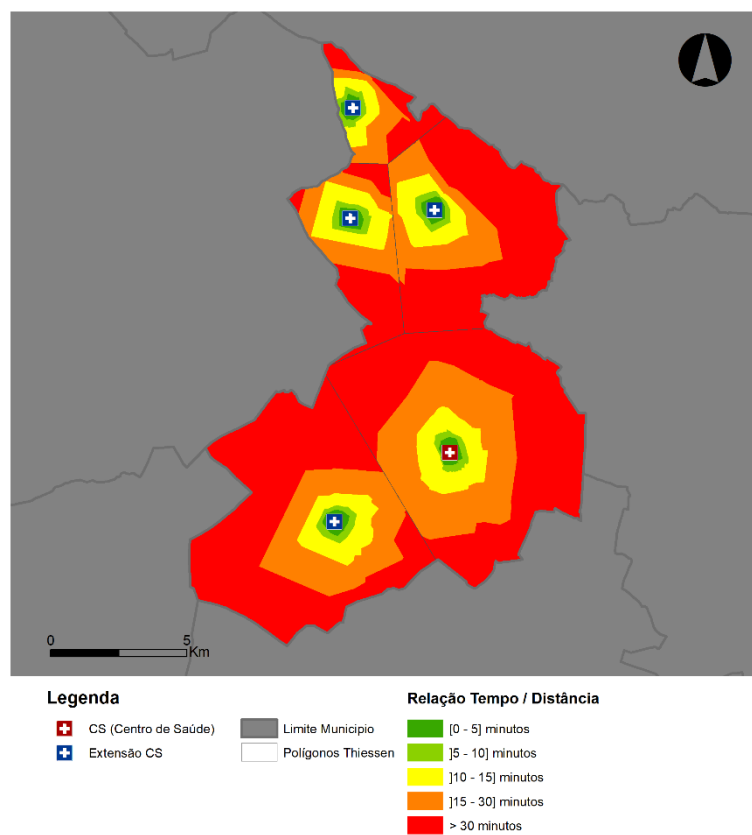 0 5
Km
Legenda
CS (Centro de Saúde)
Extensão CS
Limite Municipio
Polígonos Thiessen
Relação Tempo / Distância
[0 - 5] minutos
]5 - 10] minutos
]10 - 15] minutos
]15 - 30] minutos
> 30 minutos